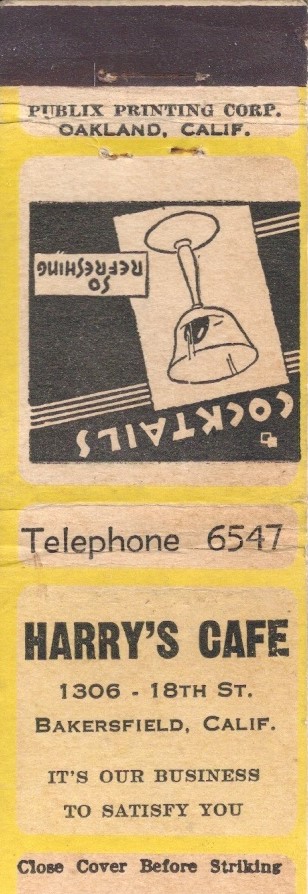 PUBLIX PRINTING CORP.
OAKLAND, CALIF.
SO
REFRESHING
COCKTAILS
Telephone 6547
HARRY'S CAFE
1306 - 18TH ST.
BAKERSFIELD, CALIF.
IT'S OUR BUSINESS
TO SATISFY YOU
Close Cover Before Striking